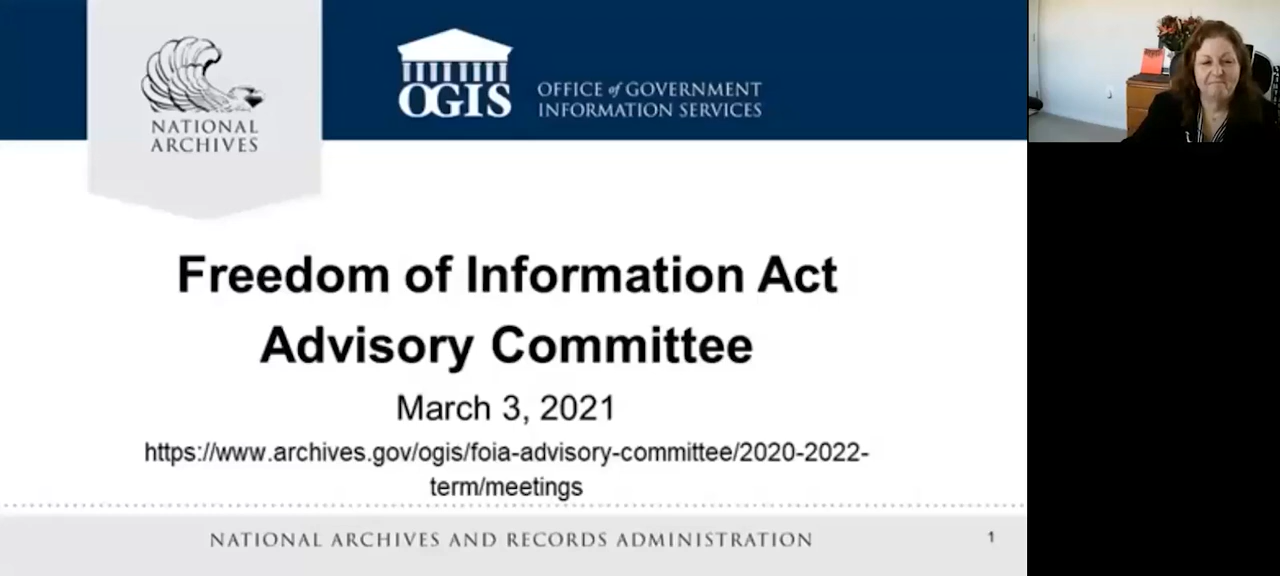 NATIONAL
ARCHIVES
OGIS
OFFICE of GOVERNMENT
INFORMATION SERVICES
Freedom of Information Act
Advisory Committee
March 3, 2021
https://www.archives.gov/ogis/foia-advisory-committee/2020-2022-
term/meetings
NATIONAL ARCHIVES AND RECORDS ADMINISTRATION
1